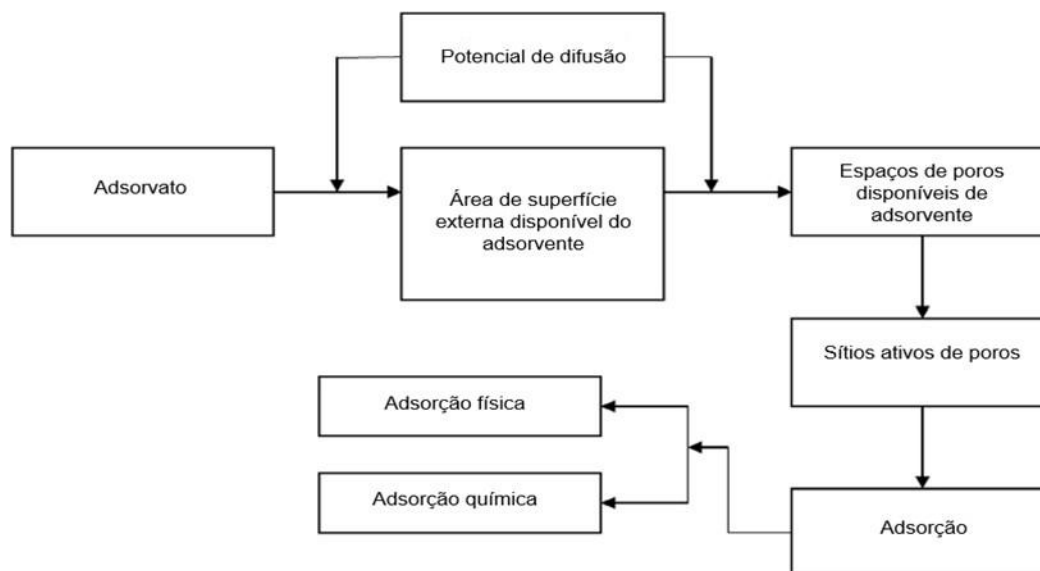 Potencial de difusão
Adsorvato
Área de superfície
externa disponível do
adsorvente
Espaços de poros
disponíveis de
adsorvente
Sítios ativos de poros
Adsorção física
Adsorção química
Adsorção